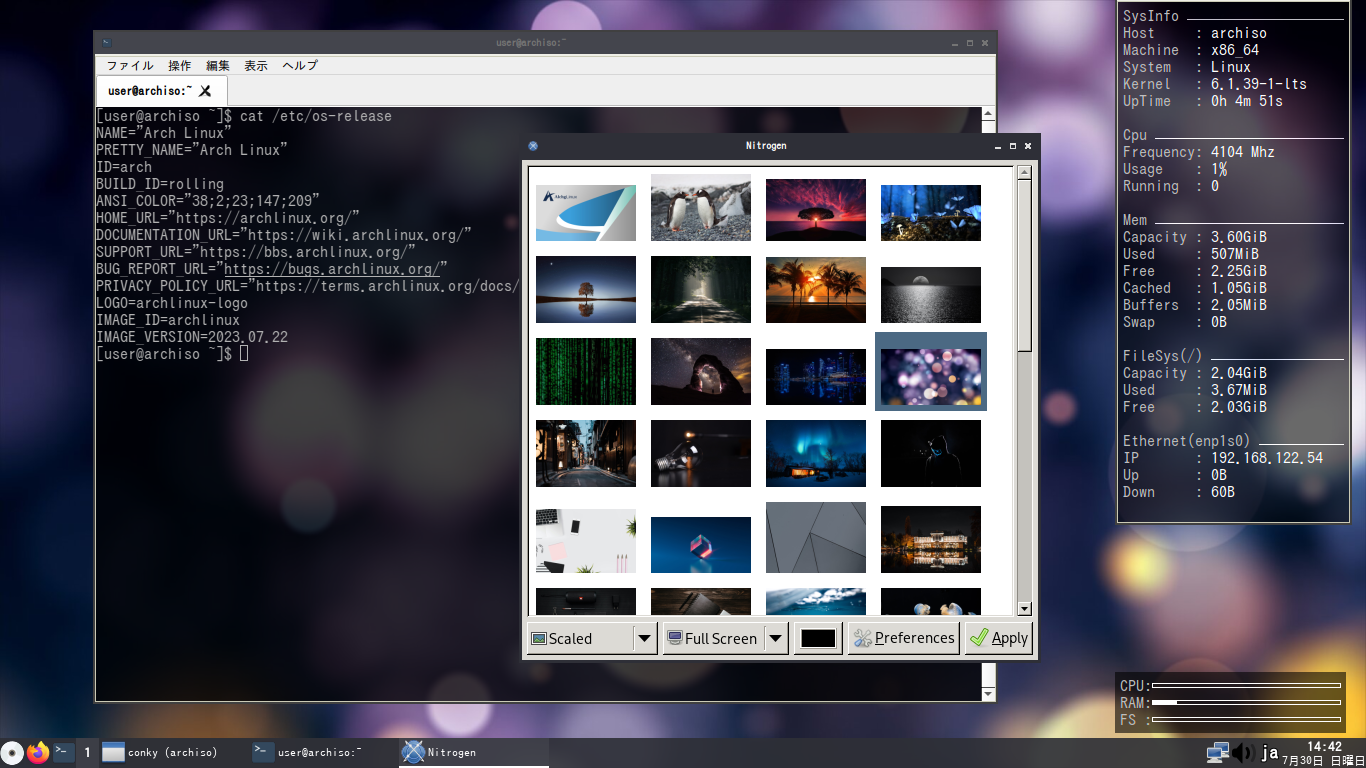 user@archiso:~
ファイル 操作 編集 表示 ヘルプ
user@archiso:~
[user@archiso ~]$ cat /etc/os-release
NAME="Arch Linux"
PRETTY_NAME="Arch Linux"
ID=arch
BUILD_ID=rolling
ANSI_COLOR="38;2;23;147;209"
HOME_URL="https://archlinux.org/"
DOCUMENTATION_URL="https://wiki.archlinux.org/"
SUPPORT_URL="https://bbs.archlinux.org/"
BUG_REPORT_URL="https://bugs.archlinux.org/"
PRIVACY_POLICY_URL="https://terms.archlinux.org/docs/
LOGO=archlinux-logo
IMAGE_ID=archlinux
IMAGE_VERSION=2023.07.22
[user@archiso ~]$
Nitrogen
Scaled
Full Screen
Preferences
Apply
SysInfo
Host : archiso
Machine : x86_64
System : Linux
Kernel : 6.1.39-1-lts
UpTime : 0h 4m 51s
Cpu
Frequency: 4104 Mhz
Usage : 1%
Running : 0
Mem
Capacity : 3.60GiB
Used : 507MiB
Free : 2.25GiB
Cached : 1.05GiB
Buffers : 2.05MiB
Swap : 0B
FileSys(/)
Capacity : 2.04GiB
Used : 3.67MiB
Free : 2.03GiB
Ethernet(enp1s0)
IP : 192.168.122.54
Up : 0B
Down : 60B
CPU:
RAM:
FS :
1
conky (archiso)
user@archiso:~
Nitrogen
ja
14:42
7月30日 日曜日